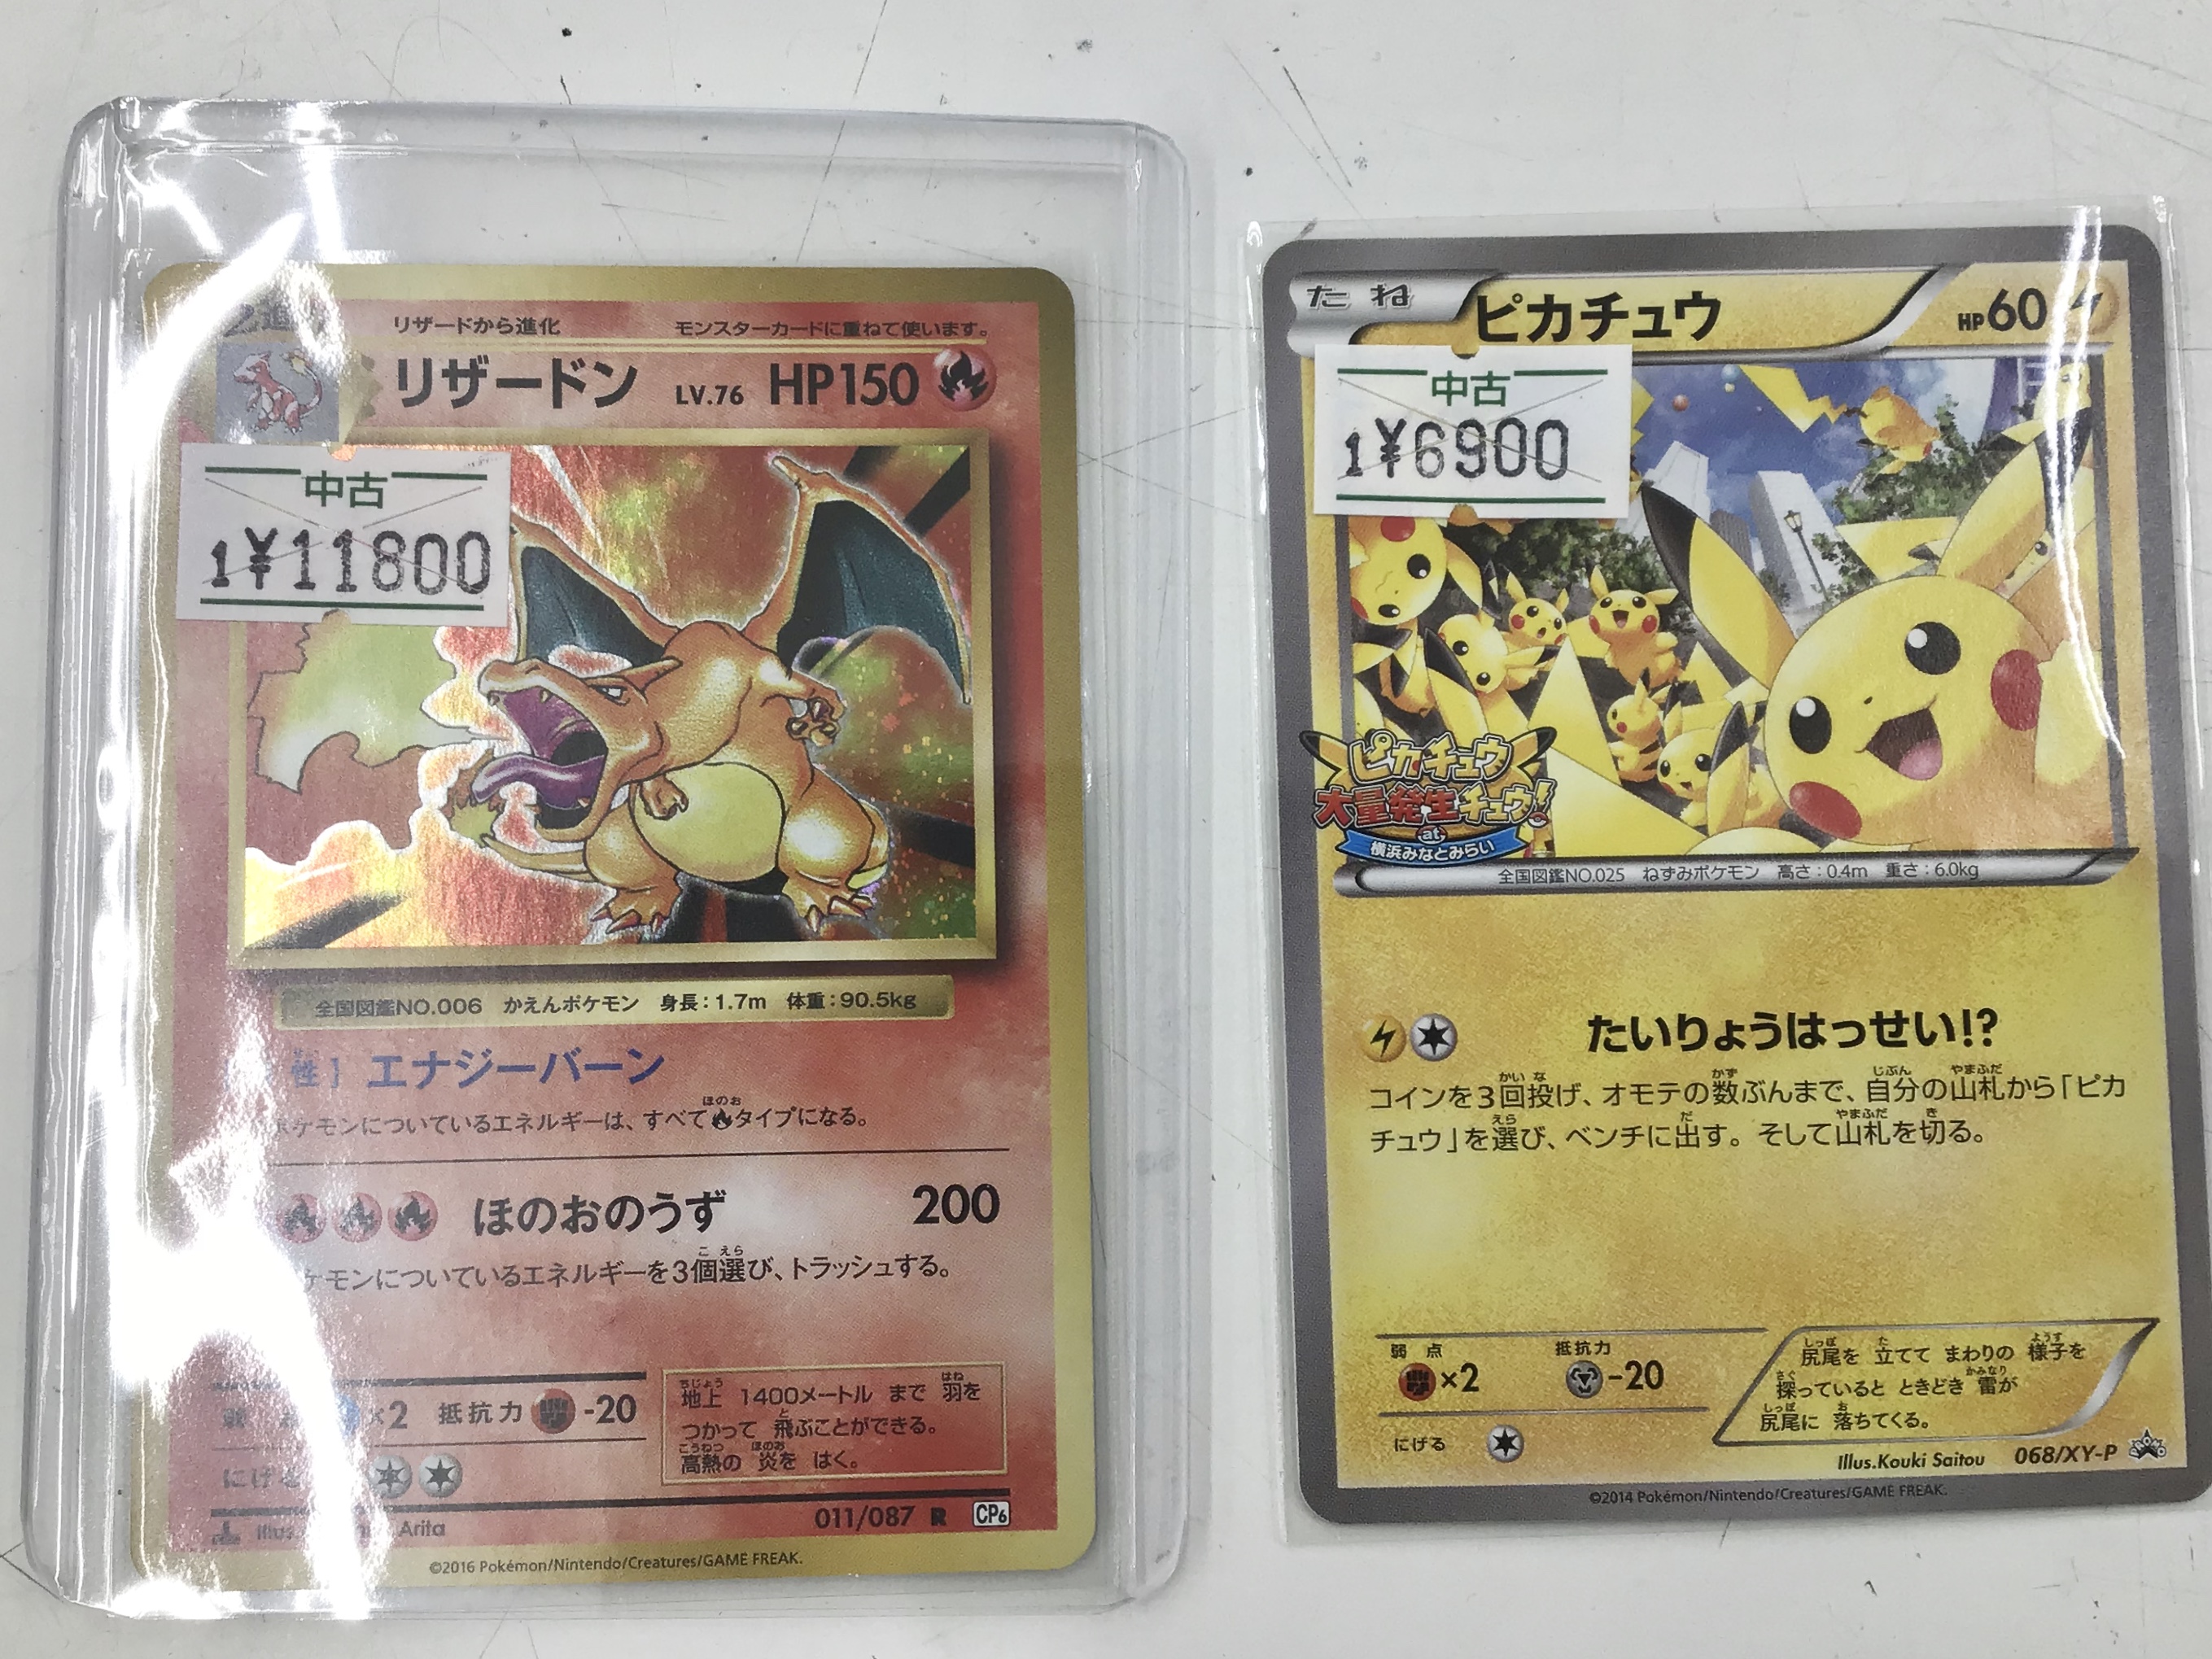 リザードから進化
モンスターカードに重ねて使います。
リザードン LV.76 HP150
中古
1¥11800
全国図鑑NO.006 かえんポケモン 身長:1.7m 体重:90.5kg
エナジーバーン
ポケモンについているエネルギーは、すべてタイプになる。
ほのおのうず 200
ケモンについているエネルギーを3個選び、トラッシュする。
×2 抵抗力 -20
にげ
地上 1400メートル まで 羽を
つかって 飛ぶことができる。
高熱の 炎を はく。
Arita
011/087 R CP6
©2016 Pokémon/Nintendo/Creatures/GAME FREAK.
たね ピカチュウ HP60
中古
1¥6900
ピカチュウ
大量発生チュウ!
at
横浜みなとみらい
全国図鑑NO.025 ねずみポケモン 高さ:0.4m 重さ:6.0kg
たいりょうはっせい!?
コインを3回投げ、オモテの数ぶんまで、自分の山札から「ピカ
チュウ」を選び、ベンチに出す。そして山札を切る。
弱点 抵抗力
×2 -20
にげる
尻尾を 立てて まわりの 様子を
探っていると ときどき 雷が
尻尾に 落ちてくる。
Illus.Kouki Saitou 068/XY-P
©2014 Pokémon/Nintendo/Creatures/GAME FREAK.